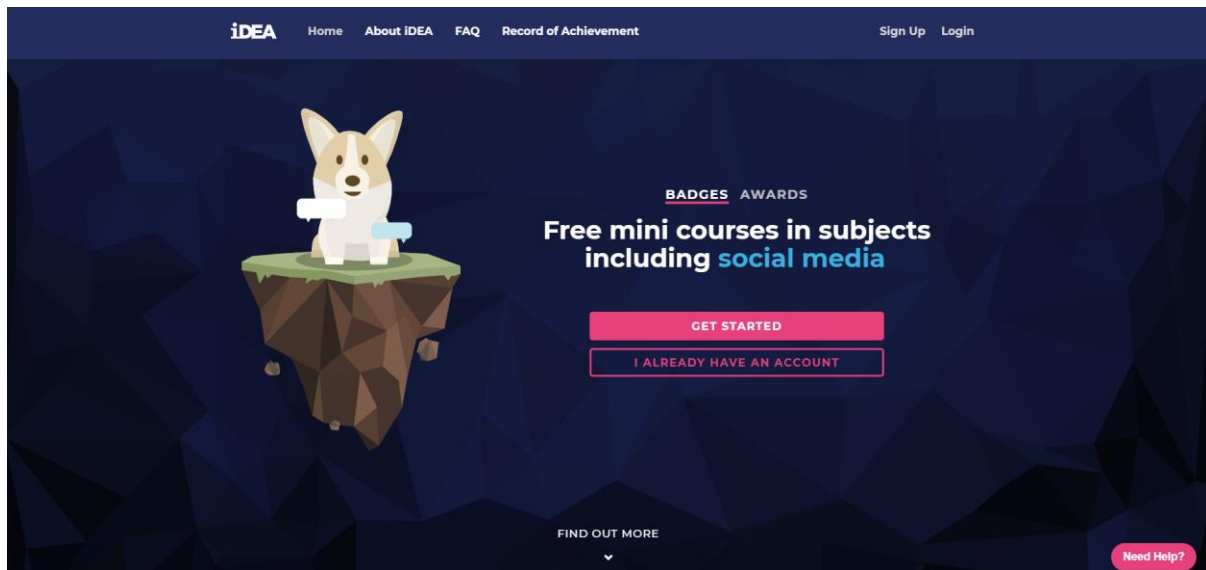 iDEA Home About iDEA FAQ Record of Achievement Sign Up Login
BADGES AWARDS
Free mini courses in subjects
including social media
GET STARTED
I ALREADY HAVE AN ACCOUNT
FIND OUT MORE
Need Help?